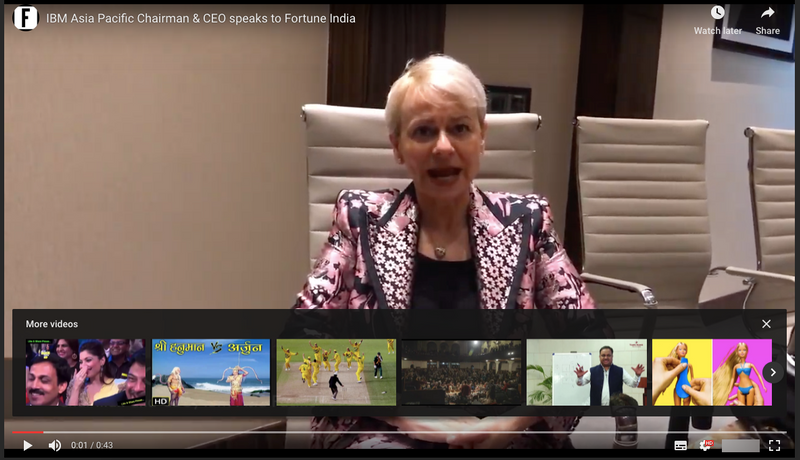 F
IBM Asia Pacific Chairman & CEO speaks to Fortune India
Watch later
Share
More videos
श्री हनुमान VS अर्जुन
HD
0:01 / 0:43
HD